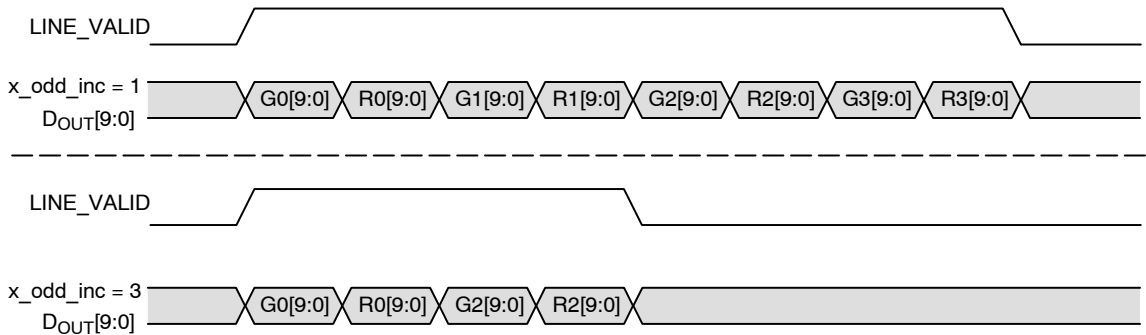 LINE_VALID
x_odd_inc = 1
DOUT[9:0]
G0[9:0] R0[9:0] G1[9:0] R1[9:0] G2[9:0] R2[9:0] G3[9:0] R3[9:0]
LINE_VALID
x_odd_inc = 3
DOUT[9:0]
G0[9:0] R0[9:0] G2[9:0] R2[9:0]